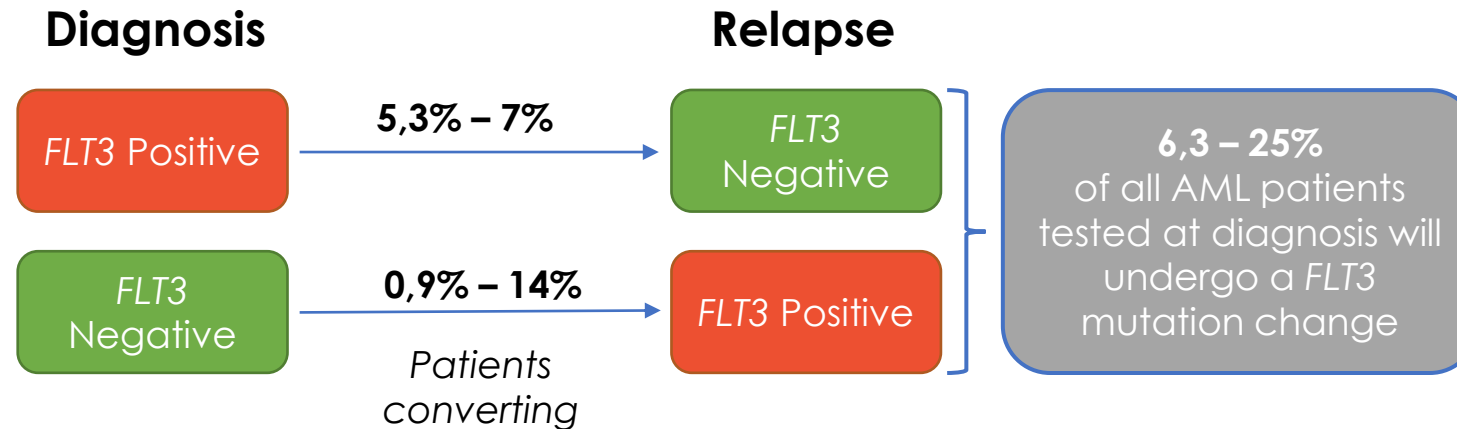 Diagnosis
Relapse
FLT3 Positive
5,3% – 7%
FLT3
Negative
FLT3
Negative
0,9% – 14%
Patients
converting
FLT3 Positive
6,3 – 25%
of all AML patients
tested at diagnosis will
undergo a FLT3
mutation change